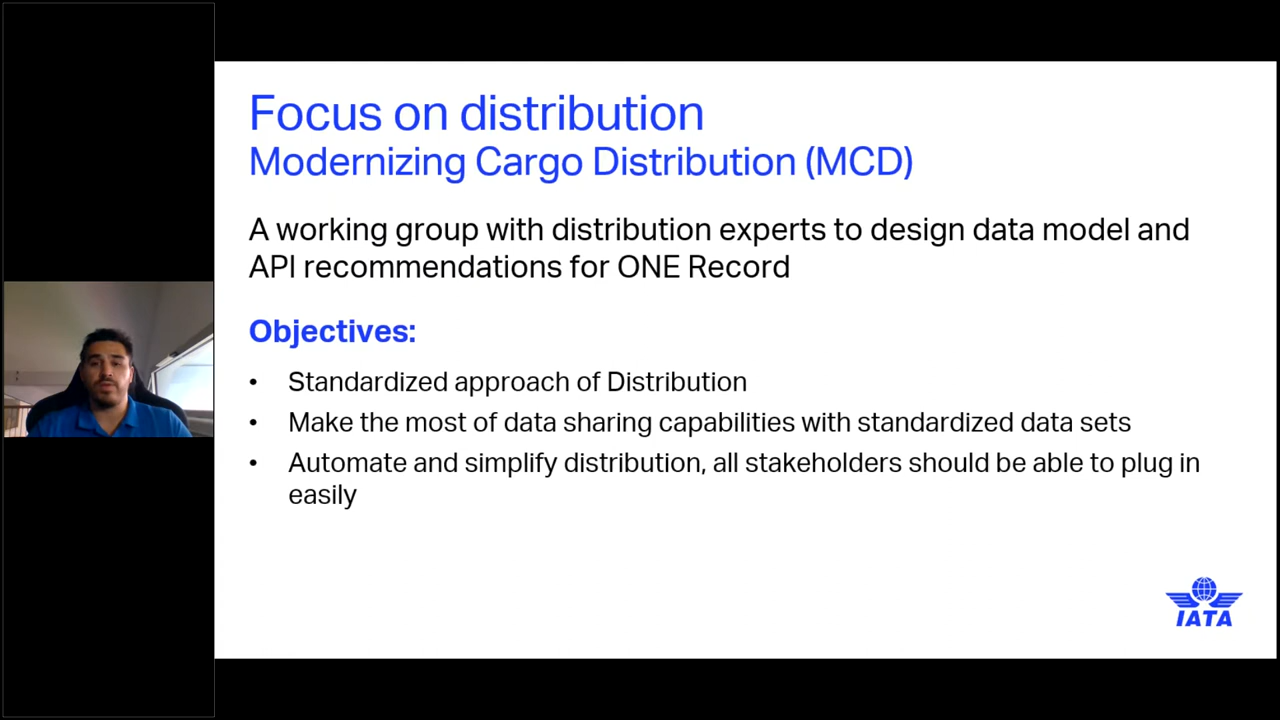 Focus on distribution
Modernizing Cargo Distribution (MCD)
A working group with distribution experts to design data model and
API recommendations for ONE Record
Objectives:
• Standardized approach of Distribution
• Make the most of data sharing capabilities with standardized data sets
• Automate and simplify distribution, all stakeholders should be able to plug in
easily
IATA